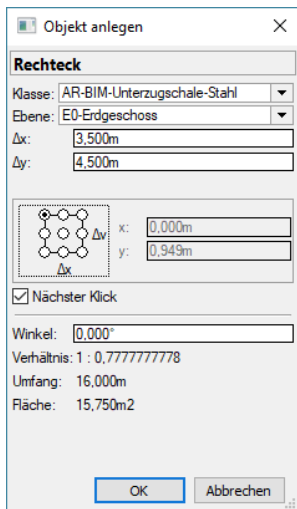 Objekt anlegen
Rechteck
Klasse: AR-BIM-Unterzugschale-Stahl
Ebene: E0-Erdgeschoss
Δx: 3,500m
Δy: 4,500m
Δy x: 0,000m
y: 0,949m
Δx
Nächster Klick
Winkel: 0,000°
Verhältnis: 1 : 0,7777777778
Umfang: 16,000m
Fläche: 15,750m2
OK Abbrechen